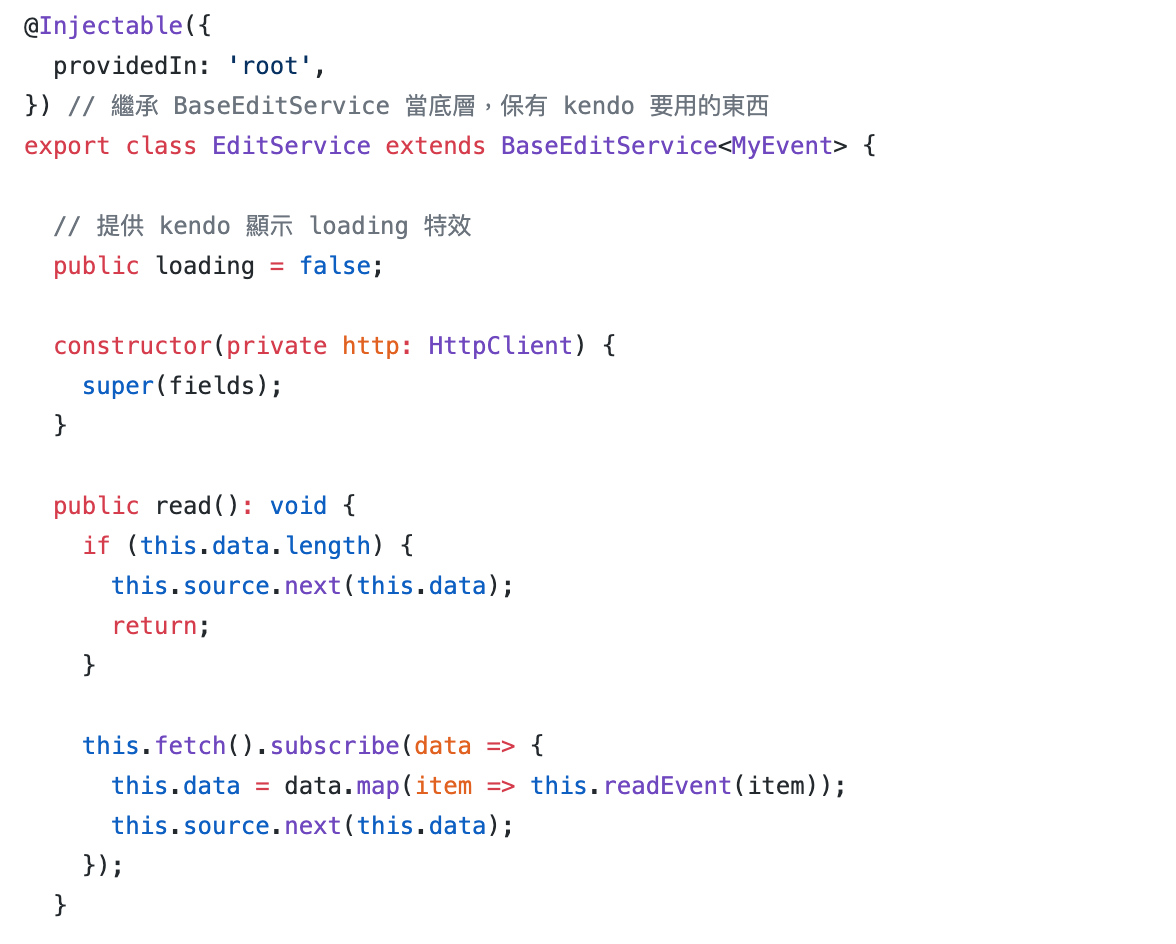 @Injectable({
  providedIn: 'root',
}) // 繼承 BaseEditService 當底層，保有 kendo 要用的東西
export class EditService extends BaseEditService<MyEvent> {

  // 提供 kendo 顯示 loading 特效
  public loading = false;

  constructor(private http: HttpClient) {
    super(fields);
  }

  public read(): void {
    if (this.data.length) {
      this.source.next(this.data);
      return;
    }

    this.fetch().subscribe(data => {
      this.data = data.map(item => this.readEvent(item));
      this.source.next(this.data);
    });
  }